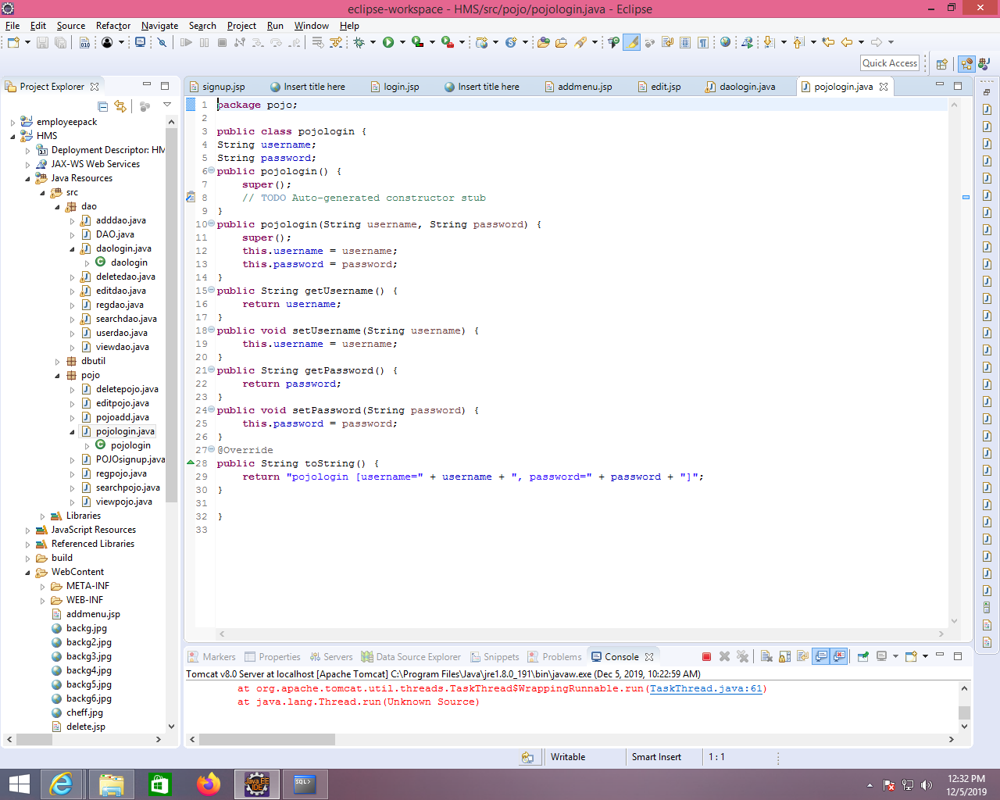 eclipse-workspace - HMS/src/pojo/pojologin.java - Eclipse
File Edit Source Refactor Navigate Search Project Run Window Help
Quick Access
Project Explorer
employeepack
HMS
Deployment Descriptor: HM
JAX-WS Web Services
Java Resources
src
dao
adddao.java
DAO.java
daologin.java
daologin
deletedao.java
editdao.java
regdao.java
searchdao.java
userdao.java
viewdao.java
dbutil
pojo
deletepojo.java
editpojo.java
pojoadd.java
pojologin.java
pojologin
POJOsignup.java
regpojo.java
searchpojo.java
viewpojo.java
Libraries
JavaScript Resources
Referenced Libraries
build
WebContent
META-INF
WEB-INF
addmenu.jsp
backg.jpg
backg2.jpg
backg3.jpg
backg4.jpg
backg5.jpg
backg6.jpg
cheff.jpg
delete.jsp
signup.jsp Insert title here login.jsp Insert title here addmenu.jsp edit.jsp daologin.java pojologin.java
1 package pojo;
2
3 public class pojologin {
4 String username;
5 String password;
6 public pojologin() {
7 super();
8 // TODO Auto-generated constructor stub
9 }
10 public pojologin(String username, String password) {
11 super();
12 this.username = username;
13 this.password = password;
14 }
15 public String getUsername() {
16 return username;
17 }
18 public void setUsername(String username) {
19 this.username = username;
20 }
21 public String getPassword() {
22 return password;
23 }
24 public void setPassword(String password) {
25 this.password = password;
26 }
27 @Override
28 public String toString() {
29 return "pojologin [username=" + username + ", password=" + password + "]";
30 }
31
32 }
33
Markers Properties Servers Data Source Explorer Snippets Problems Console
Tomcat v8.0 Server at localhost [Apache Tomcat] C:\Program Files\Java\jre1.8.0_191\bin\javaw.exe (Dec 5, 2019, 10:22:59 AM)
at org.apache.tomcat.util.threads.TaskThread$WrappingRunnable.run(TaskThread.java:61)
at java.lang.Thread.run(Unknown Source)
Writable Smart Insert 1 : 1
Java EE
IDE
SQL>
12:32 PM
12/5/2019